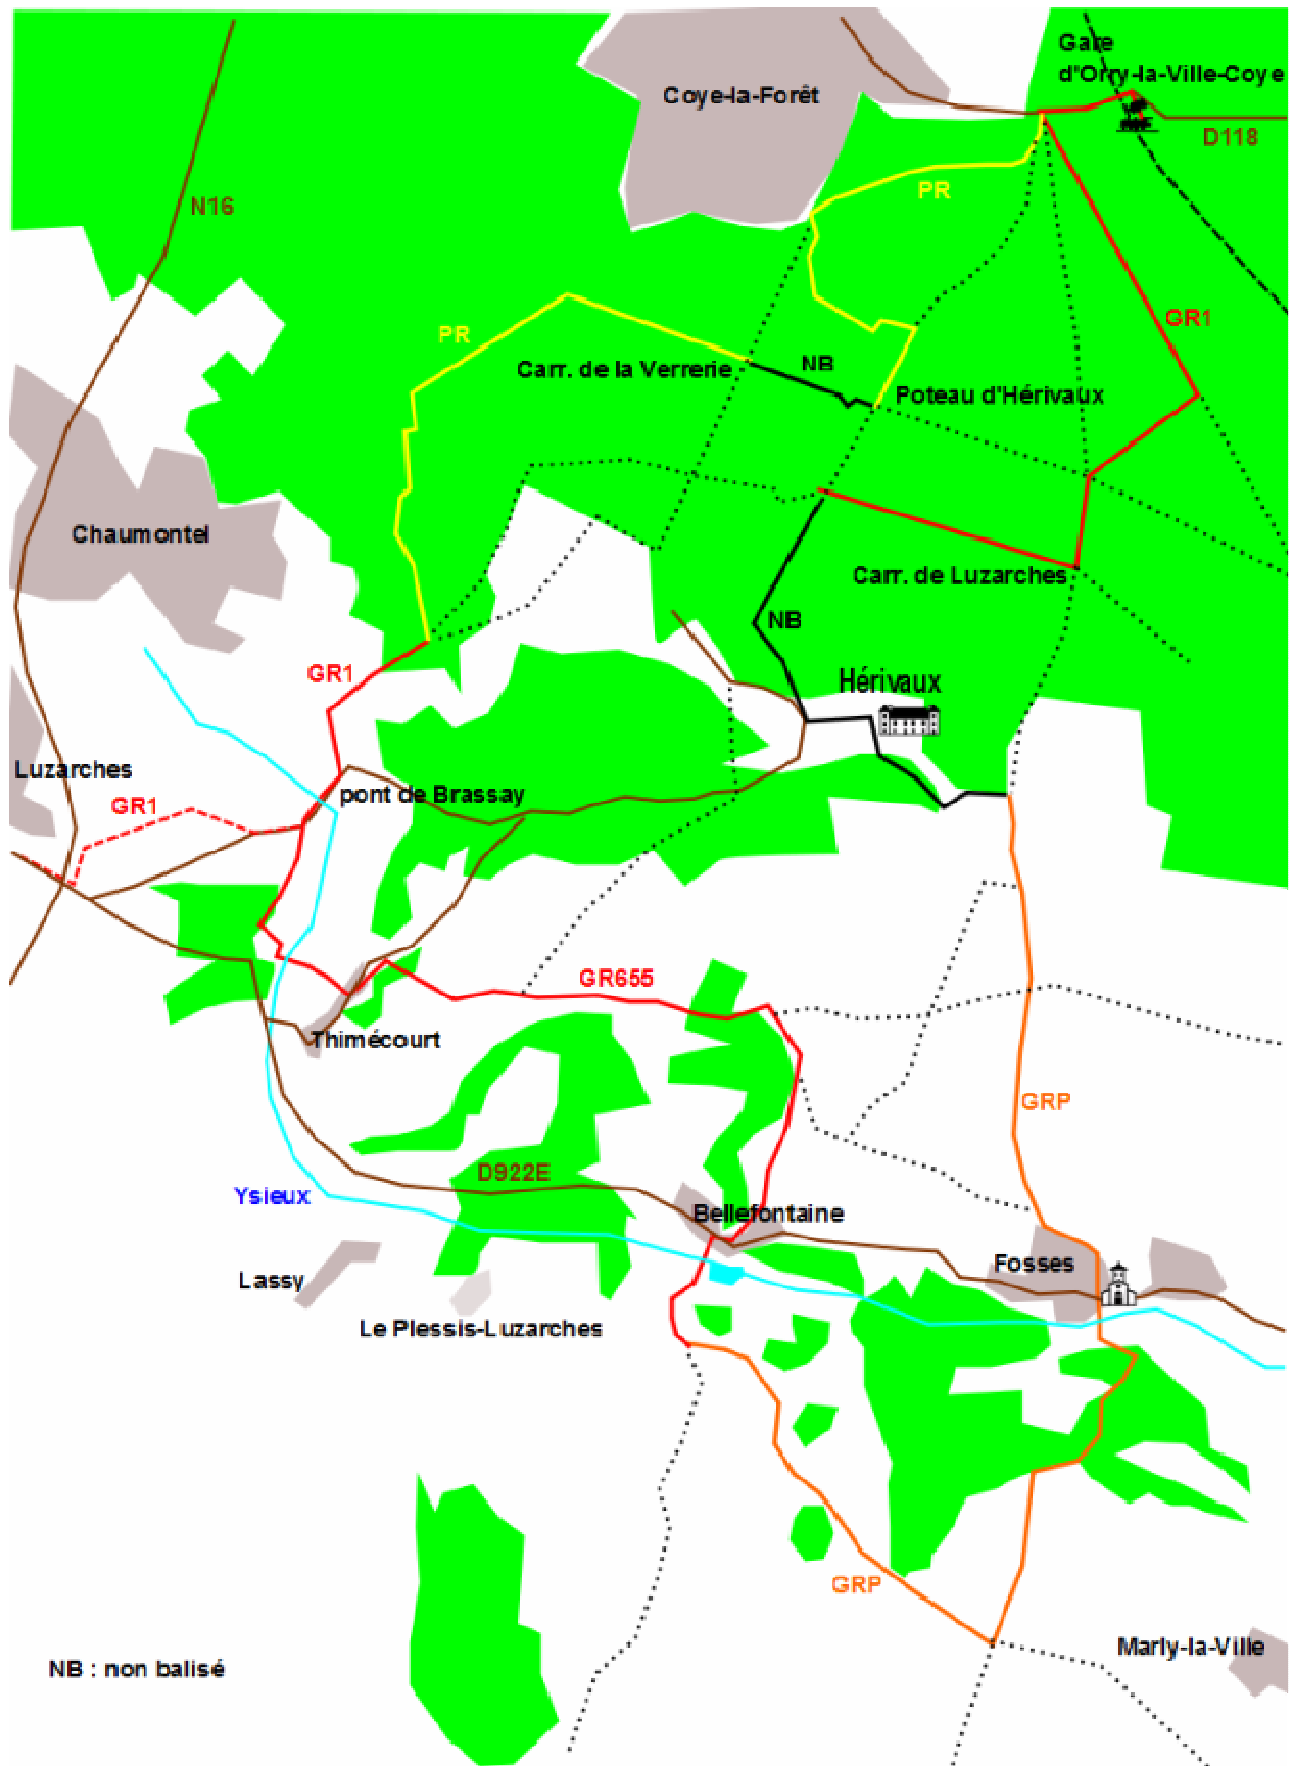 Gare
d'Orry-la-Ville-Coye
Coye-la-Forêt
D118
PR
N16
GR1
PR
NB
Carr. de la Verrerie
Poteau d'Hérivaux
Chaumontel
Carr. de Luzarches
NB
GR1
Hérivaux
Luzarches
pont de Brassay
GR1
GR655
Thimécourt
GRP
D922E
Ysieux
Bellefontaine
Fosses
Lassy
Le Plessis-Luzarches
GRP
Marly-la-Ville
NB : non balisé